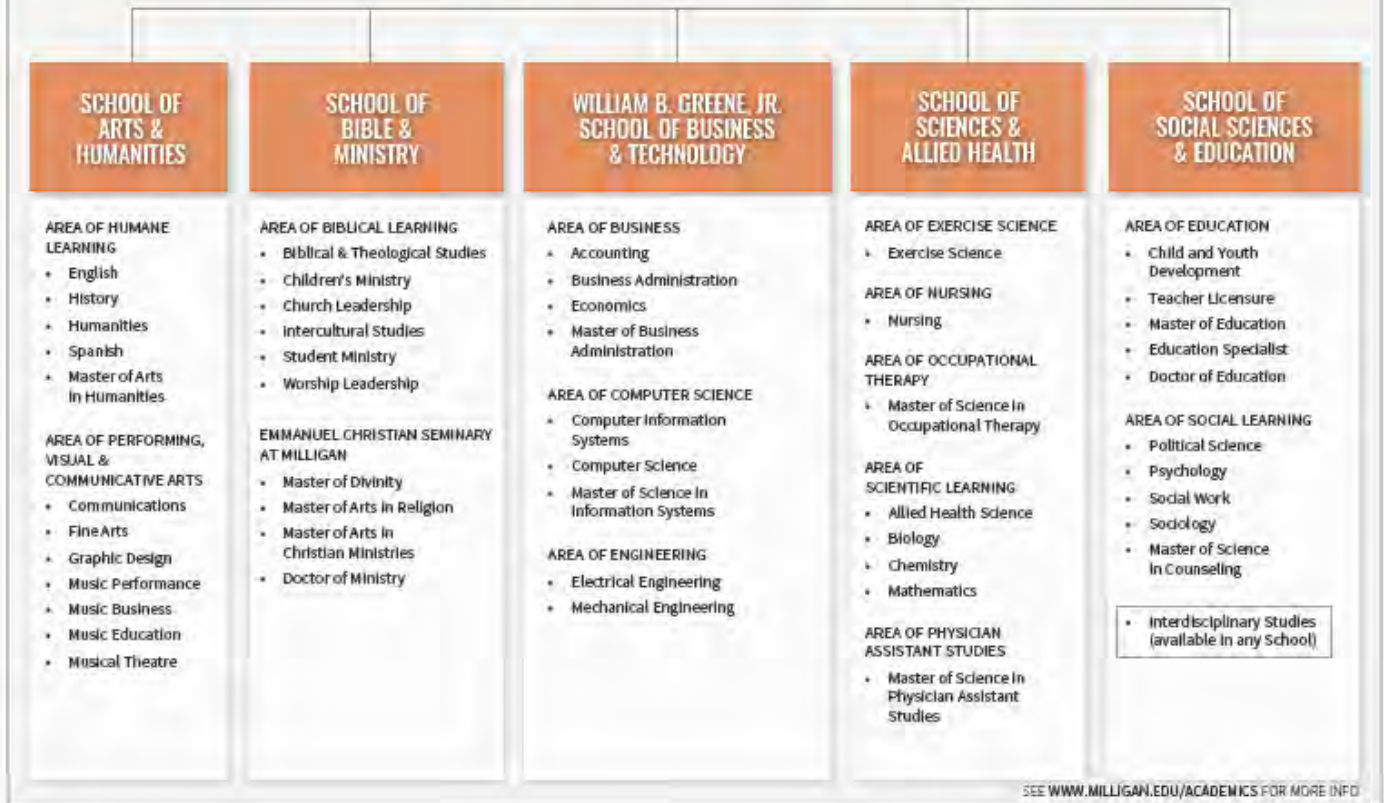 SCHOOL OF
ARTS &
HUMANITIES
AREA OF HUMANE
LEARNING
• English
• History
• Humanities
• Spanish
• Master of Arts
in Humanities
AREA OF PERFORMING,
VISUAL &
COMMUNICATIVE ARTS
• Communications
• Fine Arts
• Graphic Design
• Music Performance
• Music Business
• Music Education
• Musical Theatre
SCHOOL OF
BIBLE &
MINISTRY
AREA OF BIBLICAL LEARNING
• Biblical & Theological Studies
• Children's Ministry
• Church Leadership
• Intercultural Studies
• Student Ministry
• Worship Leadership
EMMANUEL CHRISTIAN SEMINARY
AT MILLIGAN
• Master of Divinity
• Master of Arts in Religion
• Master of Arts in
Christian Ministries
• Doctor of Ministry
WILLIAM B. GREENE, JR.
SCHOOL OF BUSINESS
& TECHNOLOGY
AREA OF BUSINESS
• Accounting
• Business Administration
• Economics
• Master of Business
Administration
AREA OF COMPUTER SCIENCE
• Computer Information
Systems
• Computer Science
• Master of Science in
Information Systems
AREA OF ENGINEERING
• Electrical Engineering
• Mechanical Engineering
SCHOOL OF
SCIENCES &
ALLIED HEALTH
AREA OF EXERCISE SCIENCE
• Exercise Science
AREA OF NURSING
• Nursing
AREA OF OCCUPATIONAL
THERAPY
• Master of Science in
Occupational Therapy
AREA OF
SCIENTIFIC LEARNING
• Allied Health Science
• Biology
• Chemistry
• Mathematics
AREA OF PHYSICIAN
ASSISTANT STUDIES
• Master of Science in
Physician Assistant
Studies
SCHOOL OF
SOCIAL SCIENCES
& EDUCATION
AREA OF EDUCATION
• Child and Youth
Development
• Teacher Licensure
• Master of Education
• Education Specialist
• Doctor of Education
AREA OF SOCIAL LEARNING
• Political Science
• Psychology
• Social Work
• Sociology
• Master of Science
in Counseling
• Interdisciplinary Studies
(available in any School)
SEE WWW.MILLIGAN.EDU/ACADEMICS FOR MORE INFO